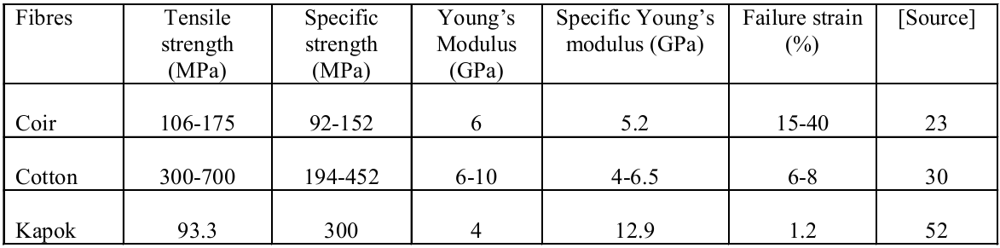 Fibres Tensile strength (MPa) Specific strength (MPa) Young's Modulus (GPa) Specific Young's modulus (GPa) Failure strain (%) [Source]
Coir 106-175 92-152 6 5.2 15-40 23
Cotton 300-700 194-452 6-10 4-6.5 6-8 30
Kapok 93.3 300 4 12.9 1.2 52